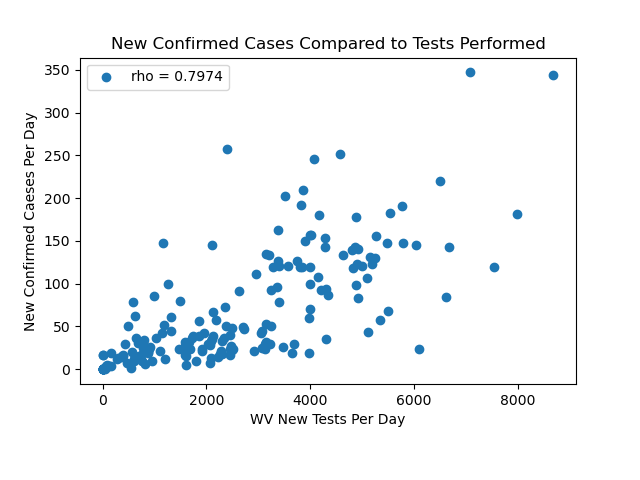 New Confirmed Cases Compared to Tests Performed
rho = 0.7974
New Confirmed Caeses Per Day
350
300
250
200
150
100
50
0
0 2000 4000 6000 8000
WV New Tests Per Day